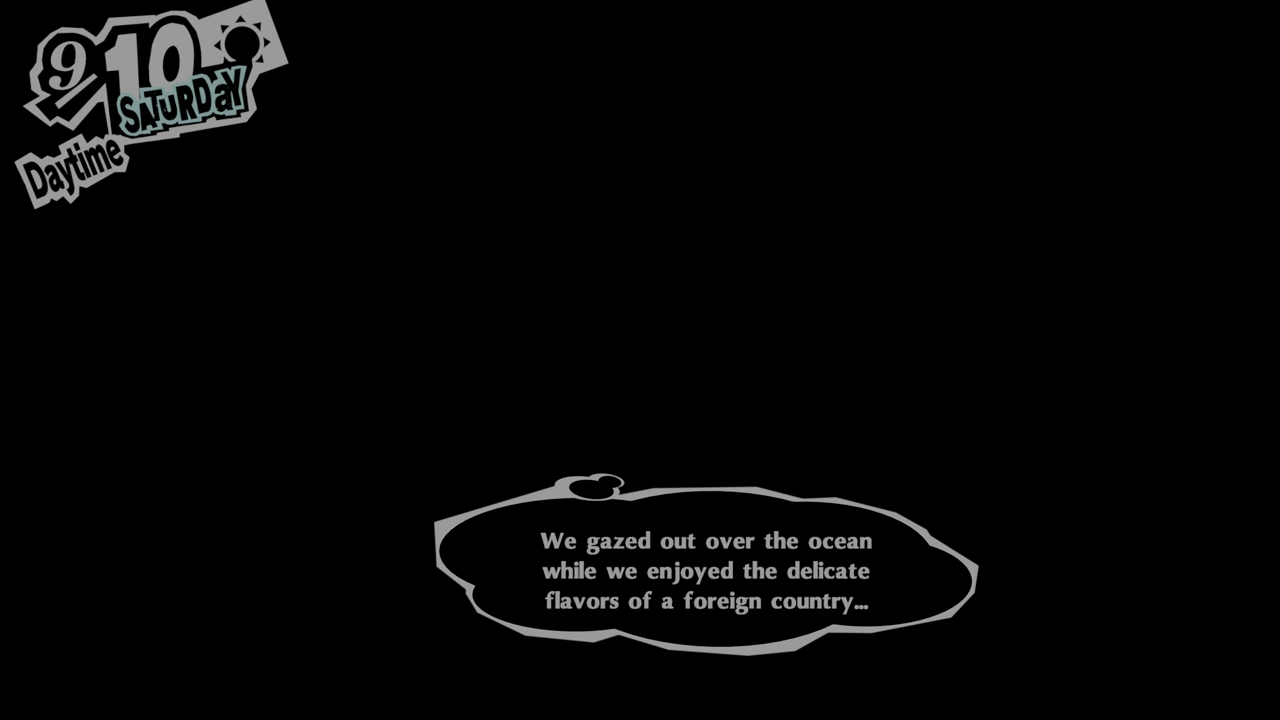 9/10
SATURDAY
Daytime
We gazed out over the ocean
while we enjoyed the delicate
flavors of a foreign country...